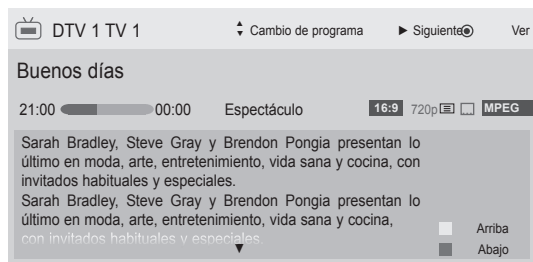 DTV 1 TV 1 Cambio de programa Siguiente Ver
Buenos días
21:00 00:00 Espectáculo 16:9 720p MPEG
Sarah Bradley, Steve Gray y Brendon Pongia presentan lo
último en moda, arte, entretenimiento, vida sana y cocina, con
invitados habituales y especiales.
Sarah Bradley, Steve Gray y Brendon Pongia presentan lo
último en moda, arte, entretenimiento, vida sana y cocina,
con invitados habituales y especiales.
Arriba
Abajo